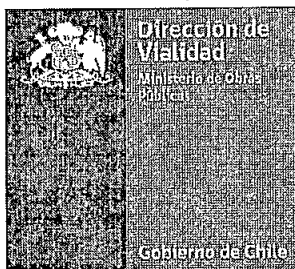 Dirección de
Vialidad
Ministerio de Obras
Públicas
Gobierno de Chile